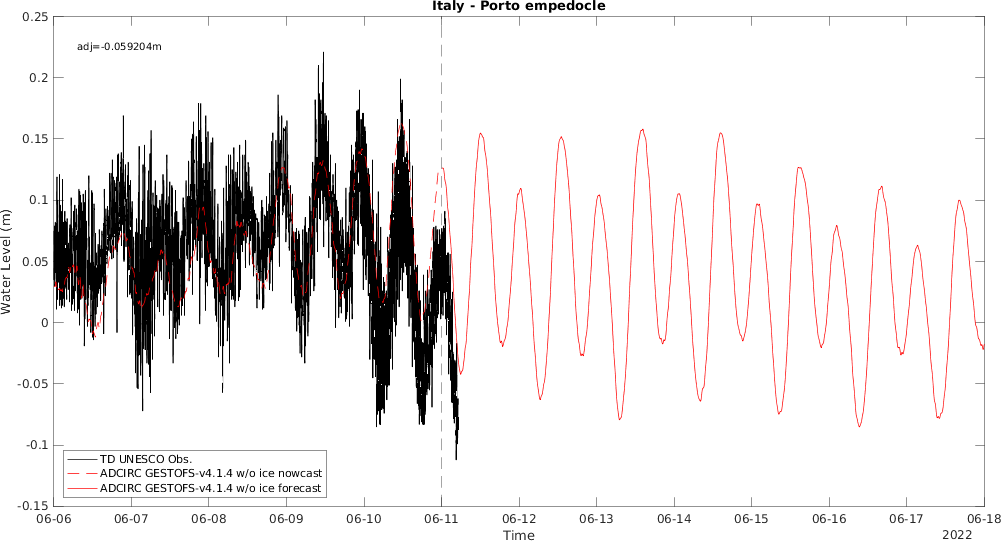 Italy - Porto empedocle
adj=-0.059204m
Water Level (m)
0.25
0.2
0.15
0.1
0.05
0
-0.05
-0.1
-0.15
TD UNESCO Obs.
ADCIRC GESTOFS-v4.1.4 w/o ice nowcast
ADCIRC GESTOFS-v4.1.4 w/o ice forecast
06-06 06-07 06-08 06-09 06-10 06-11 06-12 06-13 06-14 06-15 06-16 06-17 06-18
Time
2022